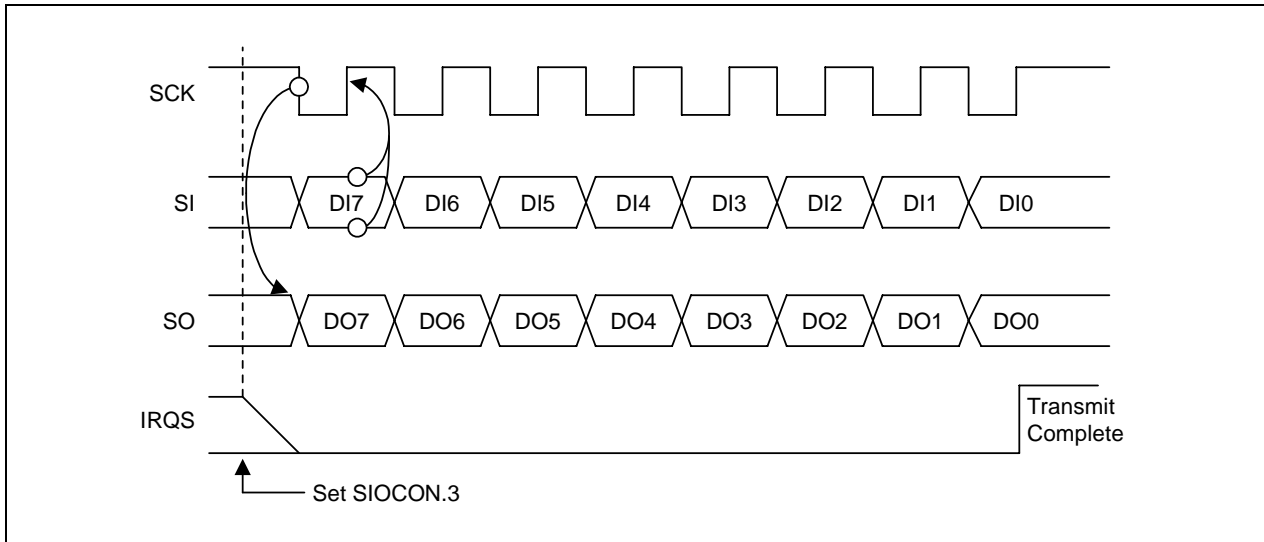 SCK
SI
DI7 DI6 DI5 DI4 DI3 DI2 DI1 DI0
SO
DO7 DO6 DO5 DO4 DO3 DO2 DO1 DO0
IRQS
Transmit
Complete
Set SIOCON.3